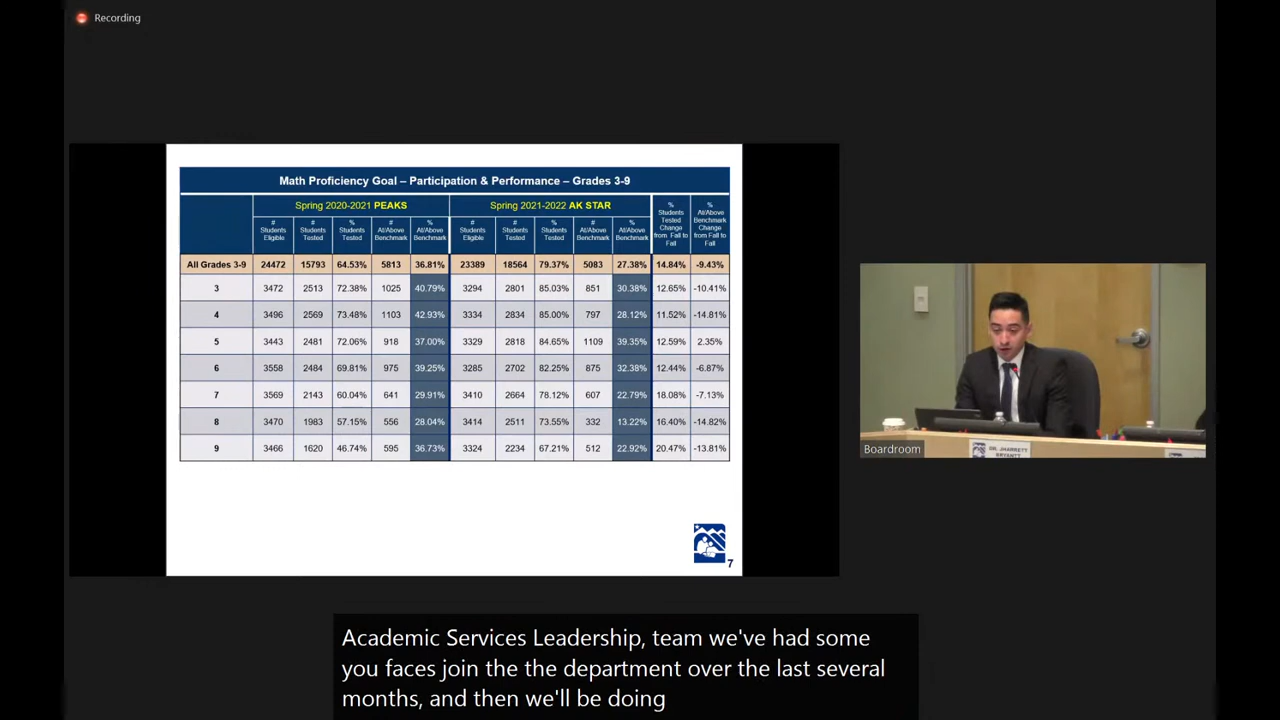 Recording
Math Proficiency Goal – Participation & Performance – Grades 3-9
Spring 2020-2021 PEAKS Spring 2021-2022 AK STAR % Students Tested Change from Fall to Fall % At/Above Benchmark Change from Fall to Fall
# Students Eligible # Students Tested % Students Tested # At/Above Benchmark % At/Above Benchmark # Students Eligible # Students Tested % Students Tested # At/Above Benchmark % At/Above Benchmark
All Grades 3-9 24472 15793 64.53% 5813 36.81% 23389 18564 79.37% 5083 27.38% 14.84% -9.43%
3 3472 2513 72.38% 1025 40.79% 3294 2801 85.03% 851 30.38% 12.65% -10.41%
4 3496 2569 73.48% 1103 42.93% 3334 2834 85.00% 797 28.12% 11.52% -14.81%
5 3443 2481 72.06% 918 37.00% 3329 2818 84.65% 1109 39.35% 12.59% 2.35%
6 3558 2484 69.81% 975 39.25% 3285 2702 82.25% 875 32.38% 12.44% -6.87%
7 3569 2143 60.04% 641 29.91% 3410 2664 78.12% 607 22.79% 18.08% -7.13%
8 3470 1983 57.15% 556 28.04% 3414 2511 73.55% 332 13.22% 16.40% -14.82%
9 3466 1620 46.74% 595 36.73% 3324 2234 67.21% 512 22.92% 20.47% -13.81%
7
Boardroom
DR. JHARRETT
BRYANTT
Academic Services Leadership, team we've had some
you faces join the the department over the last several
months, and then we'll be doing